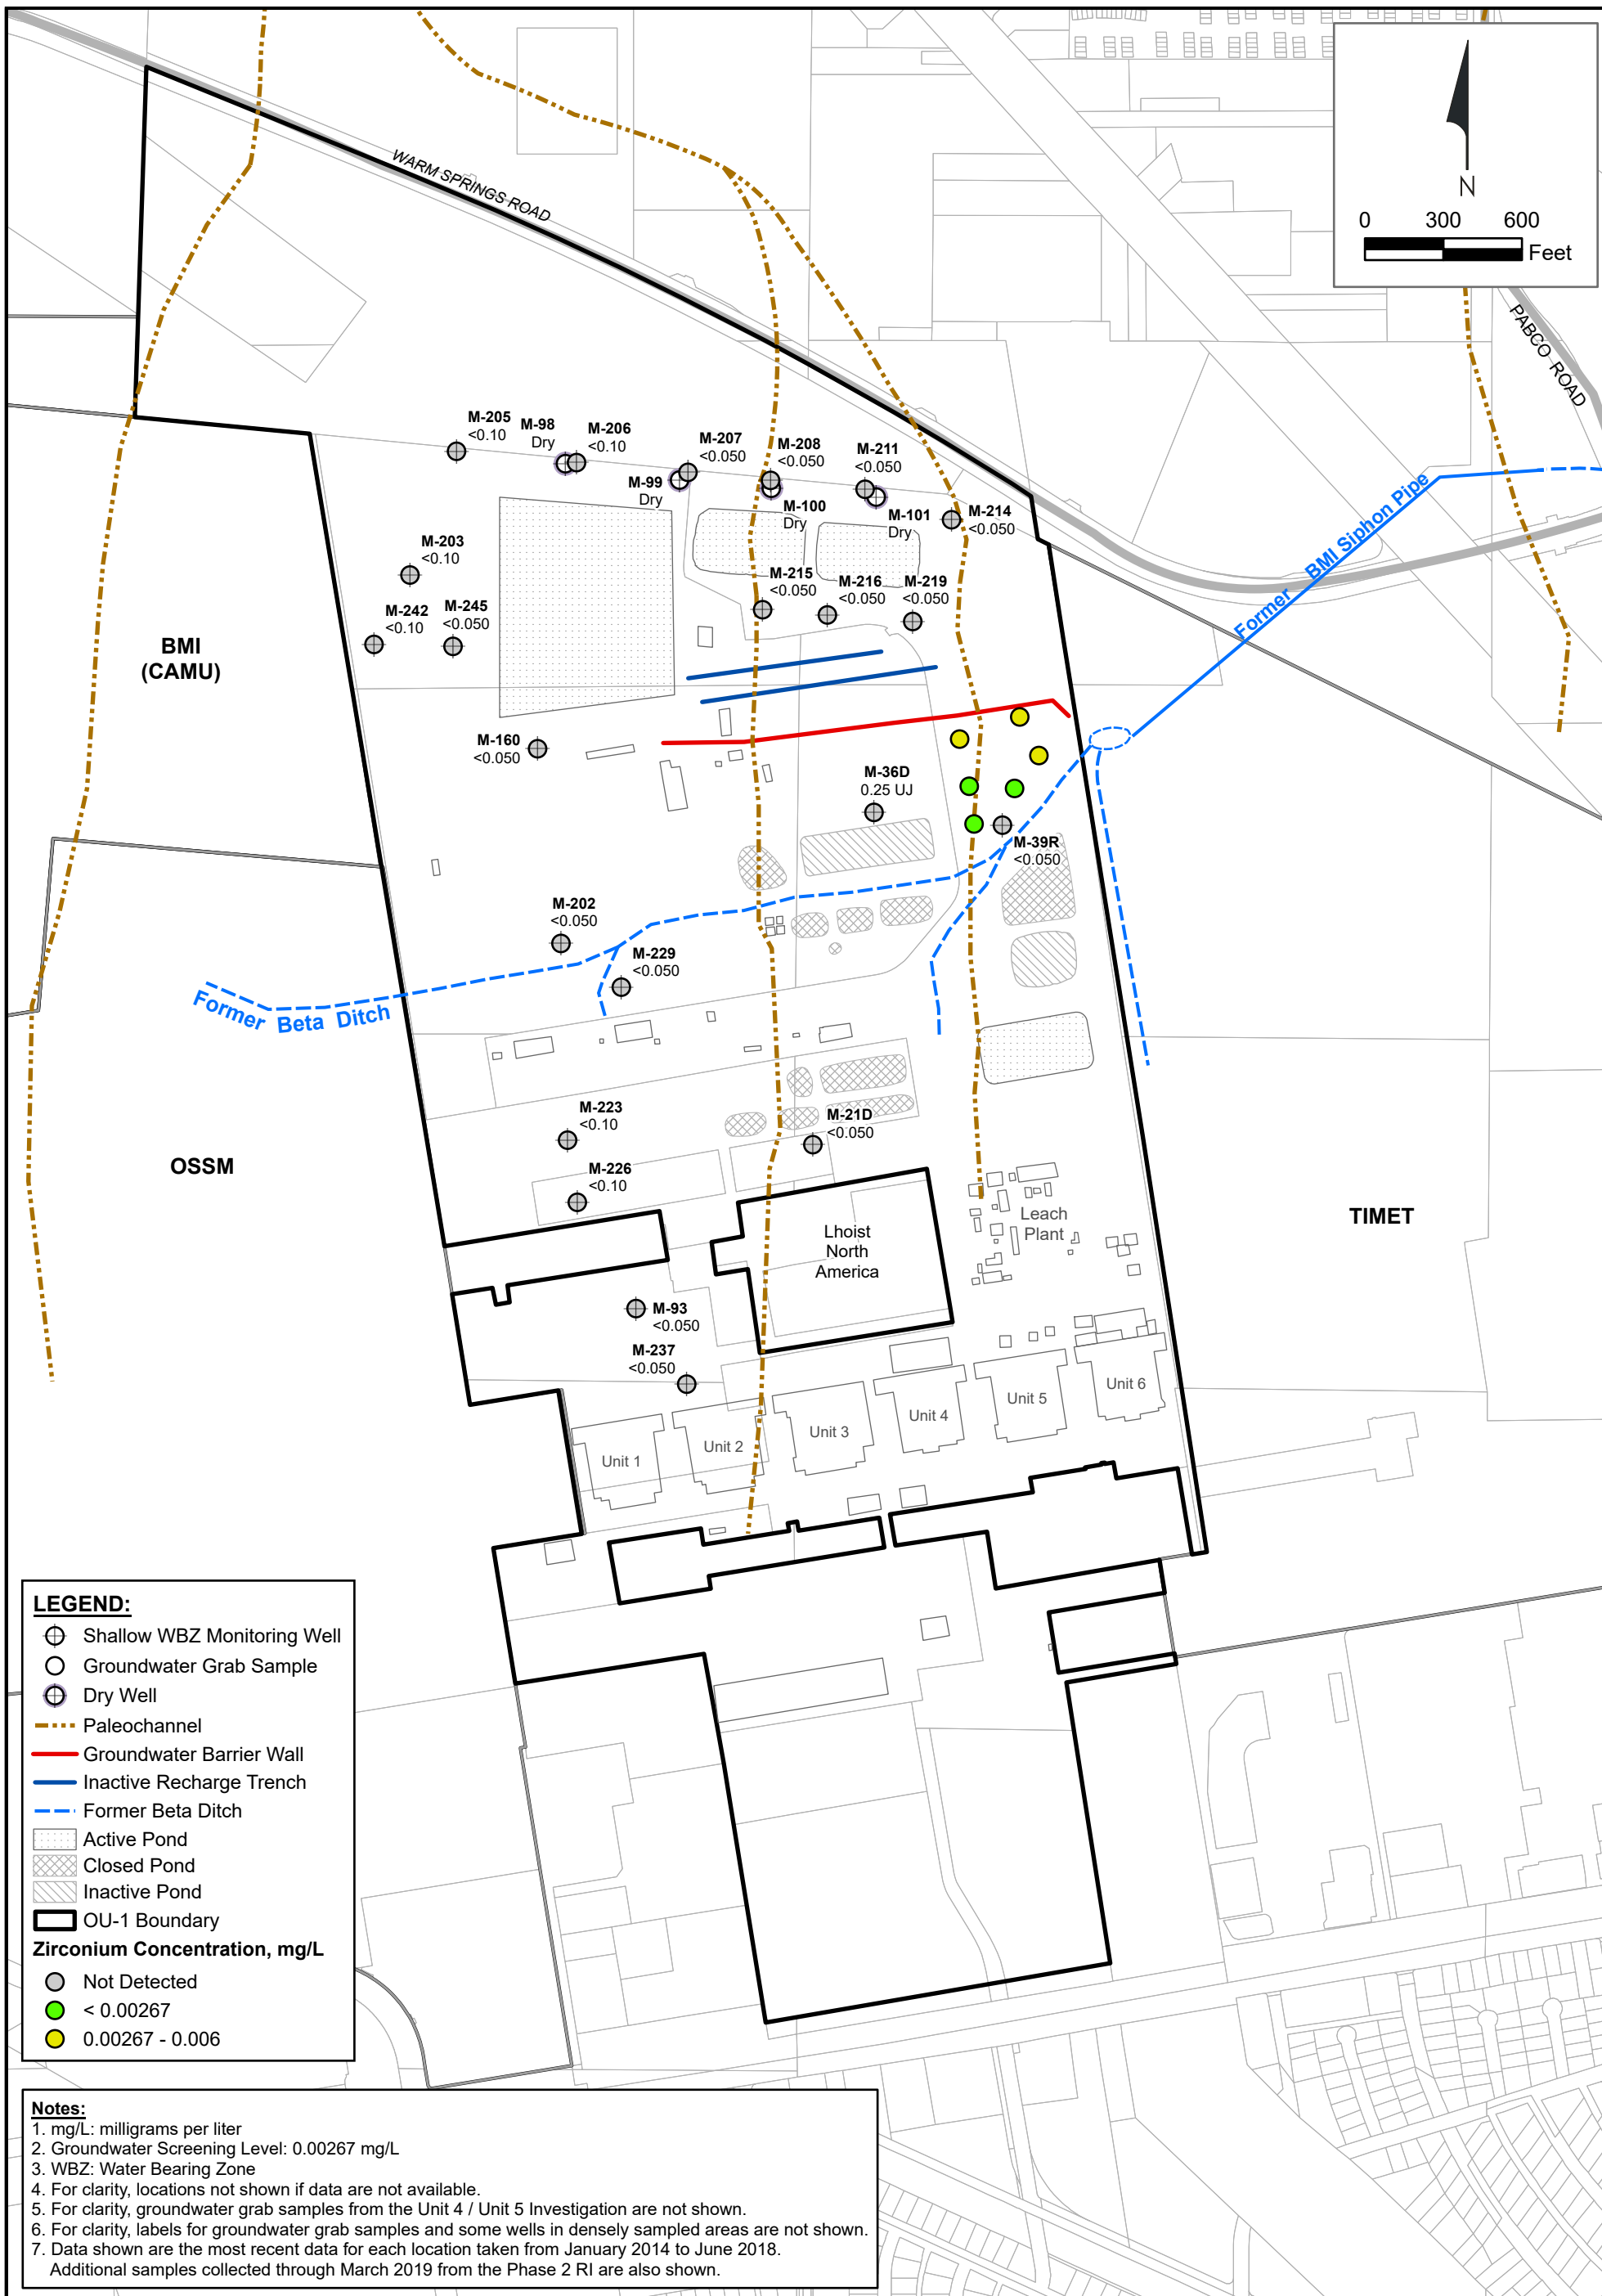 WARM SPRINGS ROAD
N
0 300 600
Feet
PABCO ROAD
M-205
<0.10
M-98
Dry
M-206
<0.10
M-207
<0.050
M-99
Dry
M-208
<0.050
M-100
Dry
M-211
<0.050
M-101
Dry
M-214
<0.050
M-203
<0.10
M-242
<0.10
M-245
<0.050
M-215
<0.050
M-216
<0.050
M-219
<0.050
Former BMI Siphon Pipe
BMI
(CAMU)
M-160
<0.050
M-36D
0.25 UJ
M-39R
<0.050
M-202
<0.050
M-229
<0.050
Former Beta Ditch
M-223
<0.10
M-21D
<0.050
M-226
<0.10
OSSM
TIMET
Lhoist
North
America
Leach
Plant
M-93
<0.050
M-237
<0.050
Unit 1
Unit 2
Unit 3
Unit 4
Unit 5
Unit 6
LEGEND:
Shallow WBZ Monitoring Well
Groundwater Grab Sample
Dry Well
Paleochannel
Groundwater Barrier Wall
Inactive Recharge Trench
Former Beta Ditch
Active Pond
Closed Pond
Inactive Pond
OU-1 Boundary
Zirconium Concentration, mg/L
Not Detected
< 0.00267
0.00267 - 0.006
Notes:
1. mg/L: milligrams per liter
2. Groundwater Screening Level: 0.00267 mg/L
3. WBZ: Water Bearing Zone
4. For clarity, locations not shown if data are not available.
5. For clarity, groundwater grab samples from the Unit 4 / Unit 5 Investigation are not shown.
6. For clarity, labels for groundwater grab samples and some wells in densely sampled areas are not shown.
7. Data shown are the most recent data for each location taken from January 2014 to June 2018.
Additional samples collected through March 2019 from the Phase 2 RI are also shown.